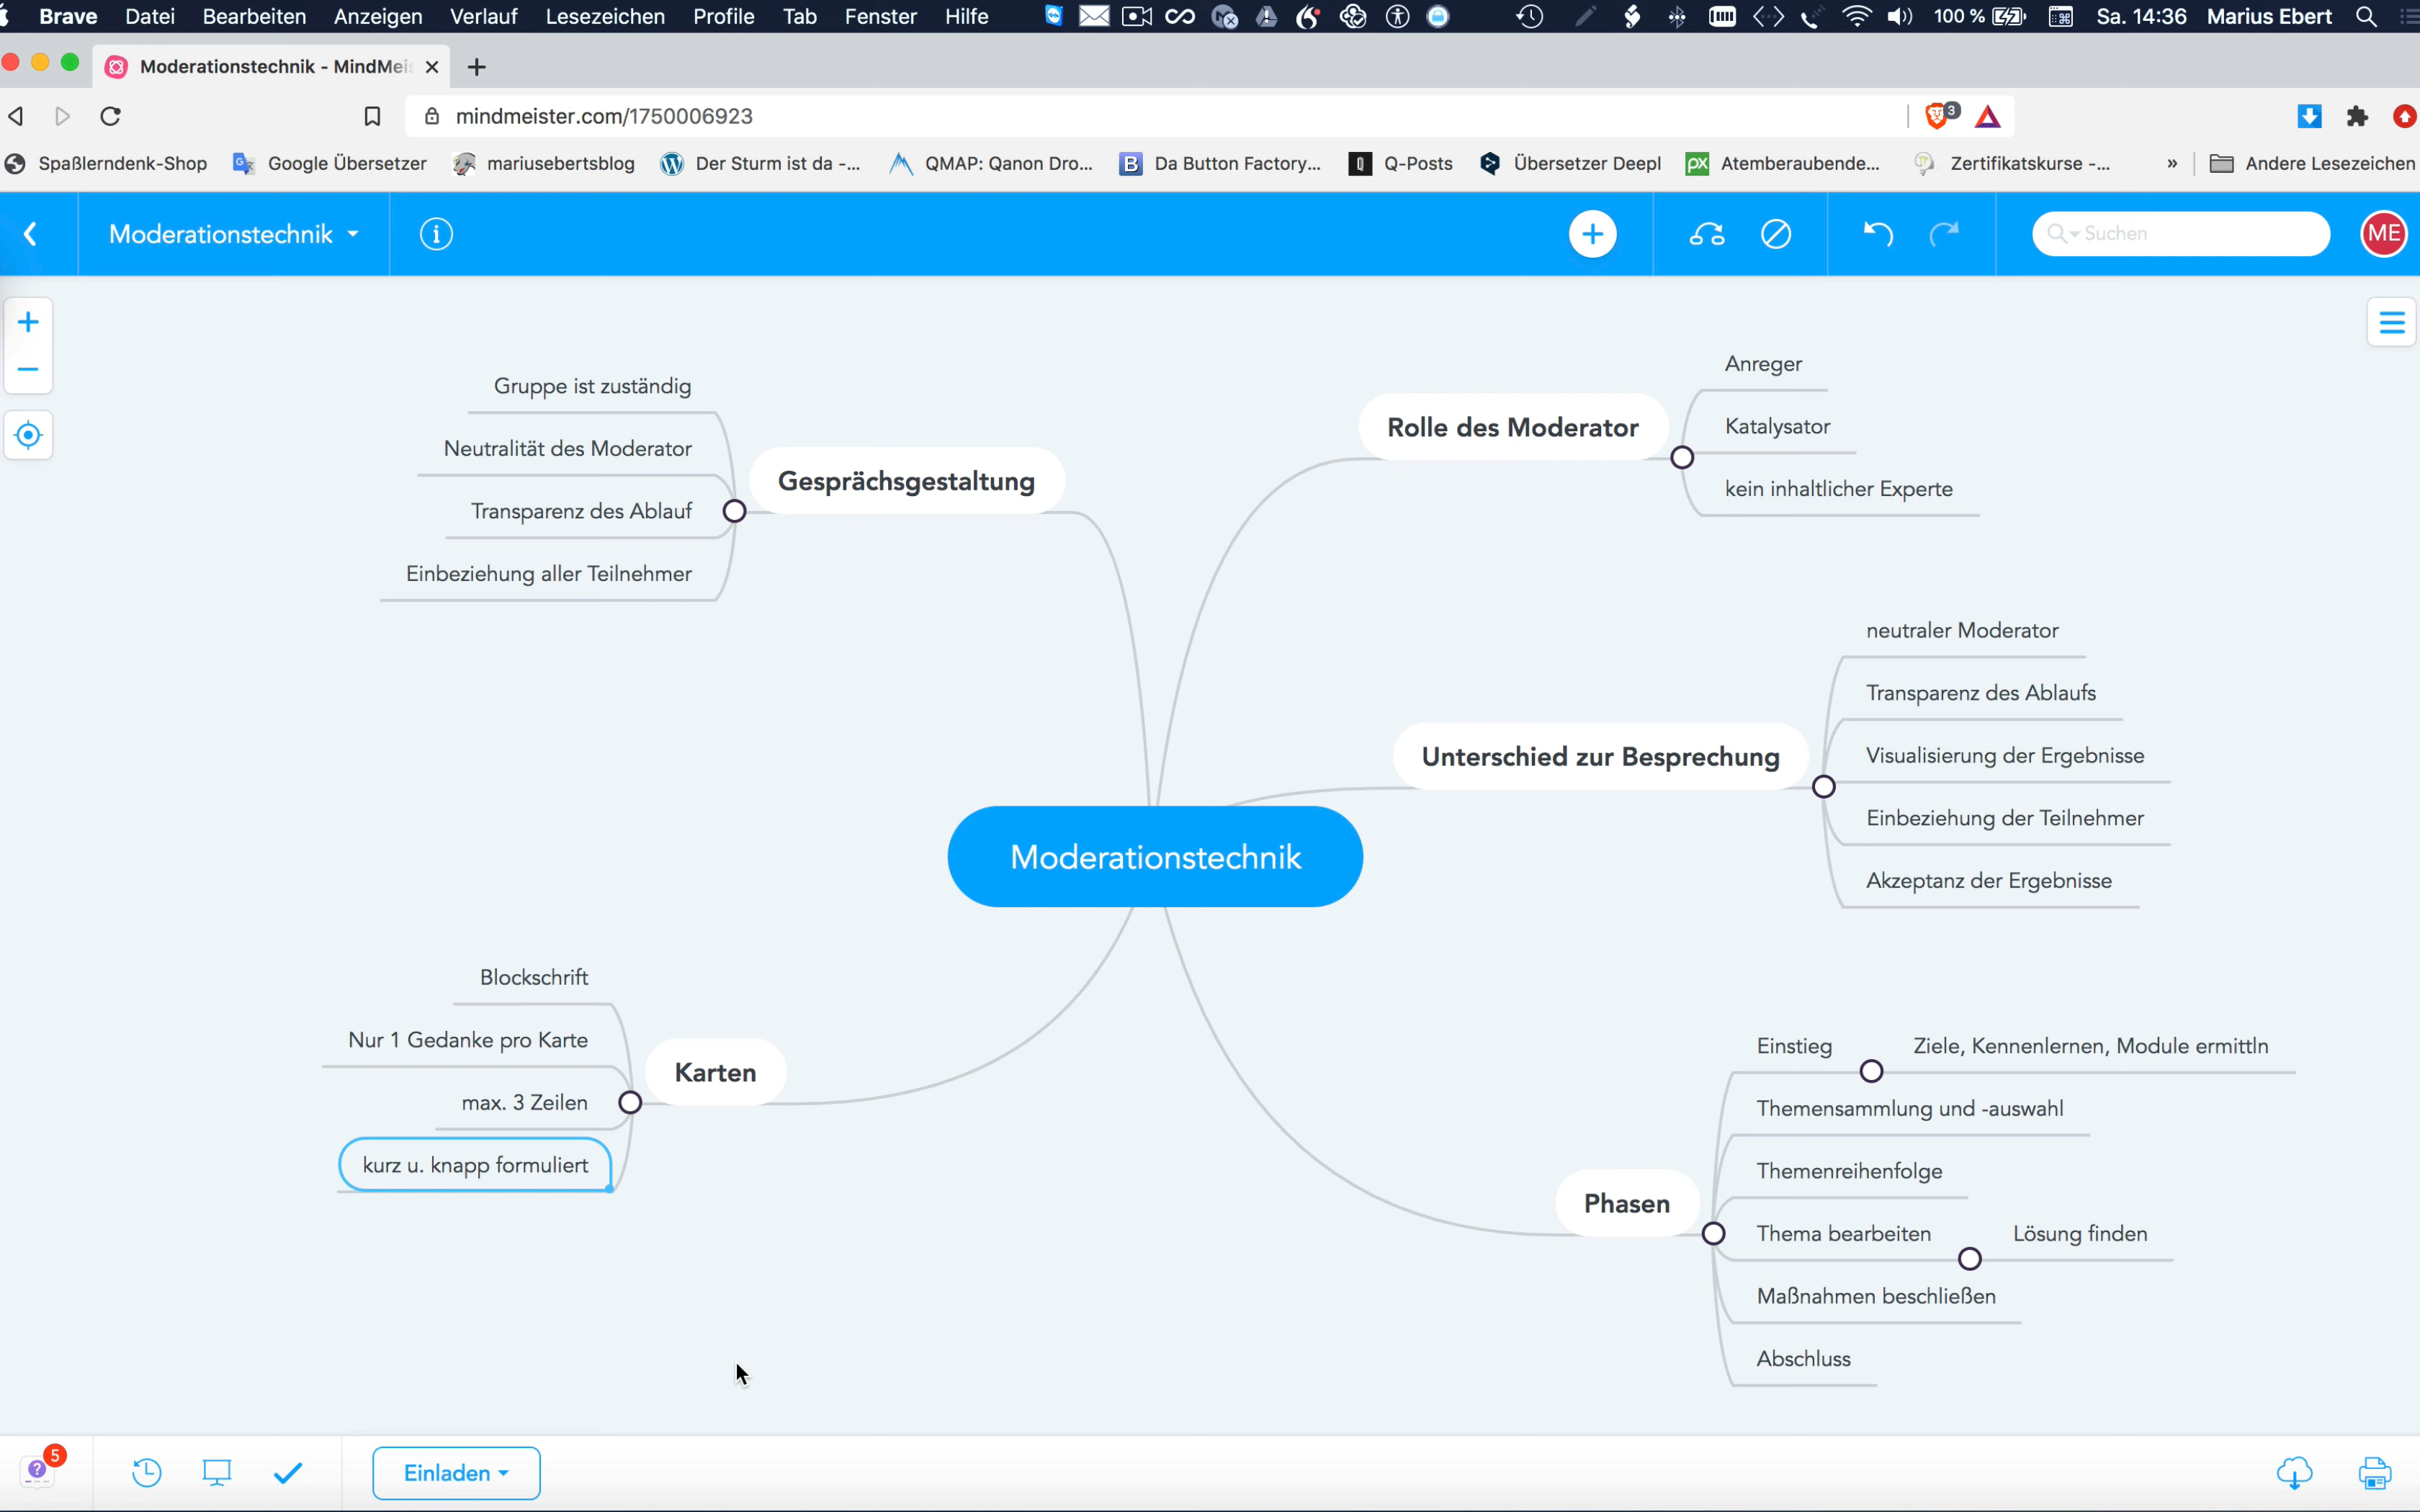 Brave Datei Bearbeiten Anzeigen Verlauf Lesezeichen Profile Tab Fenster Hilfe 100 % Sa. 14:36 Marius Ebert
Moderationstechnik - MindMeis
mindmeister.com/1750006923 3
Spaßlerndenk-Shop Google Übersetzer mariusebertsblog Der Sturm ist da -... QMAP: Qanon Dro... B Da Button Factory... Q-Posts Übersetzer Deepl px Atemberaubende... Zertifikatskurse -... » Andere Lesezeichen
Moderationstechnik Suchen ME
Gesprächsgestaltung
Gruppe ist zuständig
Neutralität des Moderator
Transparenz des Ablauf
Einbeziehung aller Teilnehmer
Rolle des Moderator
Anreger
Katalysator
kein inhaltlicher Experte
Unterschied zur Besprechung
neutraler Moderator
Transparenz des Ablaufs
Visualisierung der Ergebnisse
Einbeziehung der Teilnehmer
Akzeptanz der Ergebnisse
Moderationstechnik
Karten
Blockschrift
Nur 1 Gedanke pro Karte
max. 3 Zeilen
kurz u. knapp formuliert
Phasen
Einstieg Ziele, Kennenlernen, Module ermittln
Themensammlung und -auswahl
Themenreihenfolge
Thema bearbeiten Lösung finden
Maßnahmen beschließen
Abschluss
5
Einladen